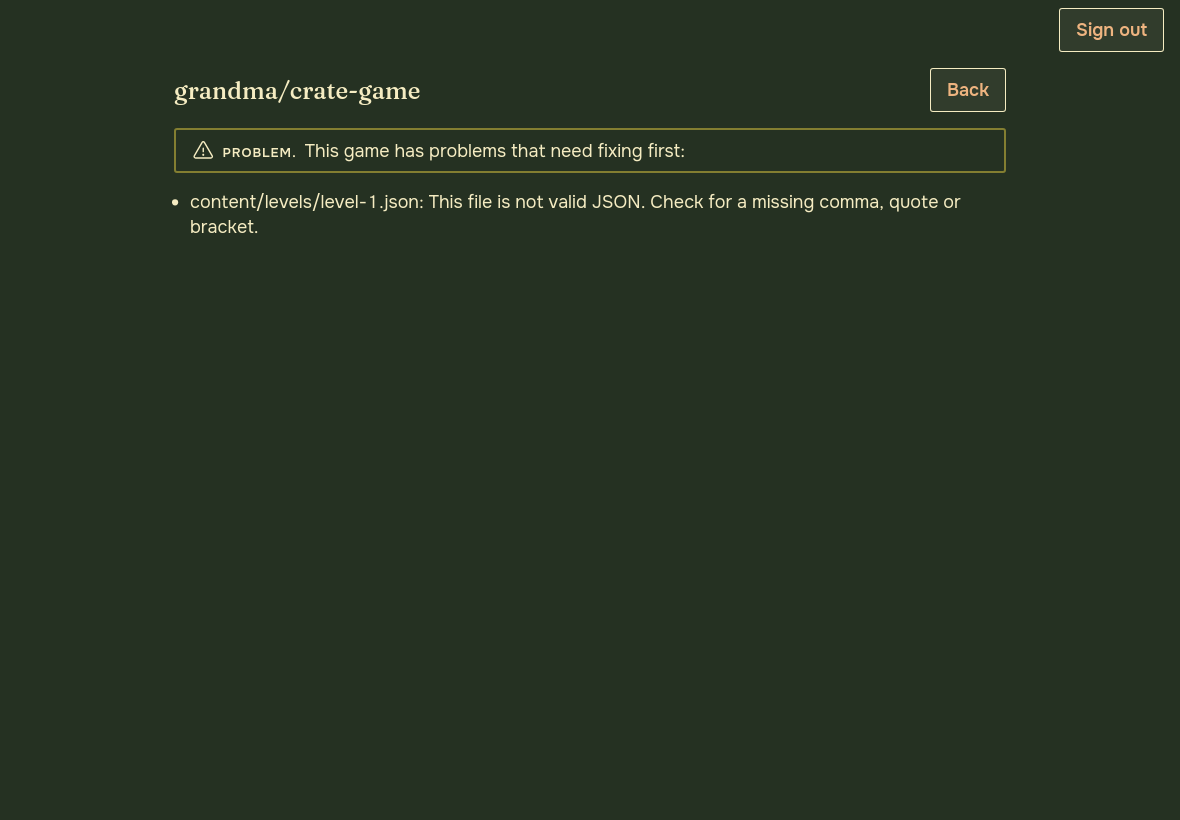 Sign out
grandma/crate-game
Back
PROBLEM. This game has problems that need fixing first:
• content/levels/level-1.json: This file is not valid JSON. Check for a missing comma, quote or
bracket.